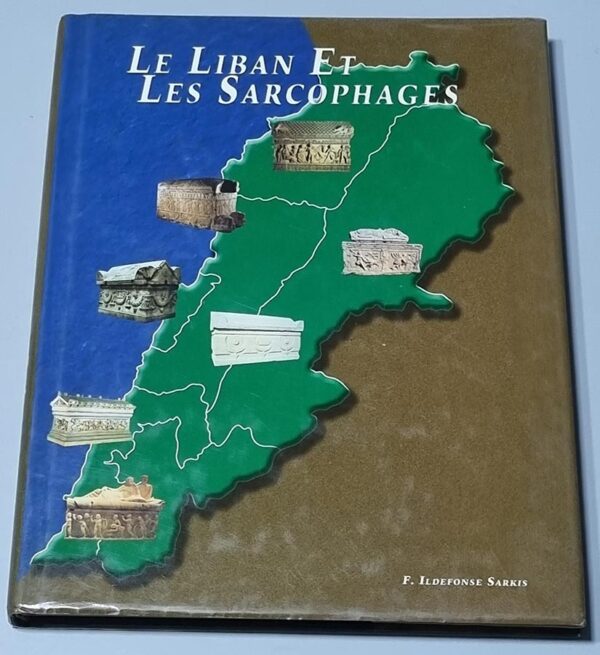 LE LIBAN ET
LES SARCOPHAGES
F. ILDEFONSE SARKIS